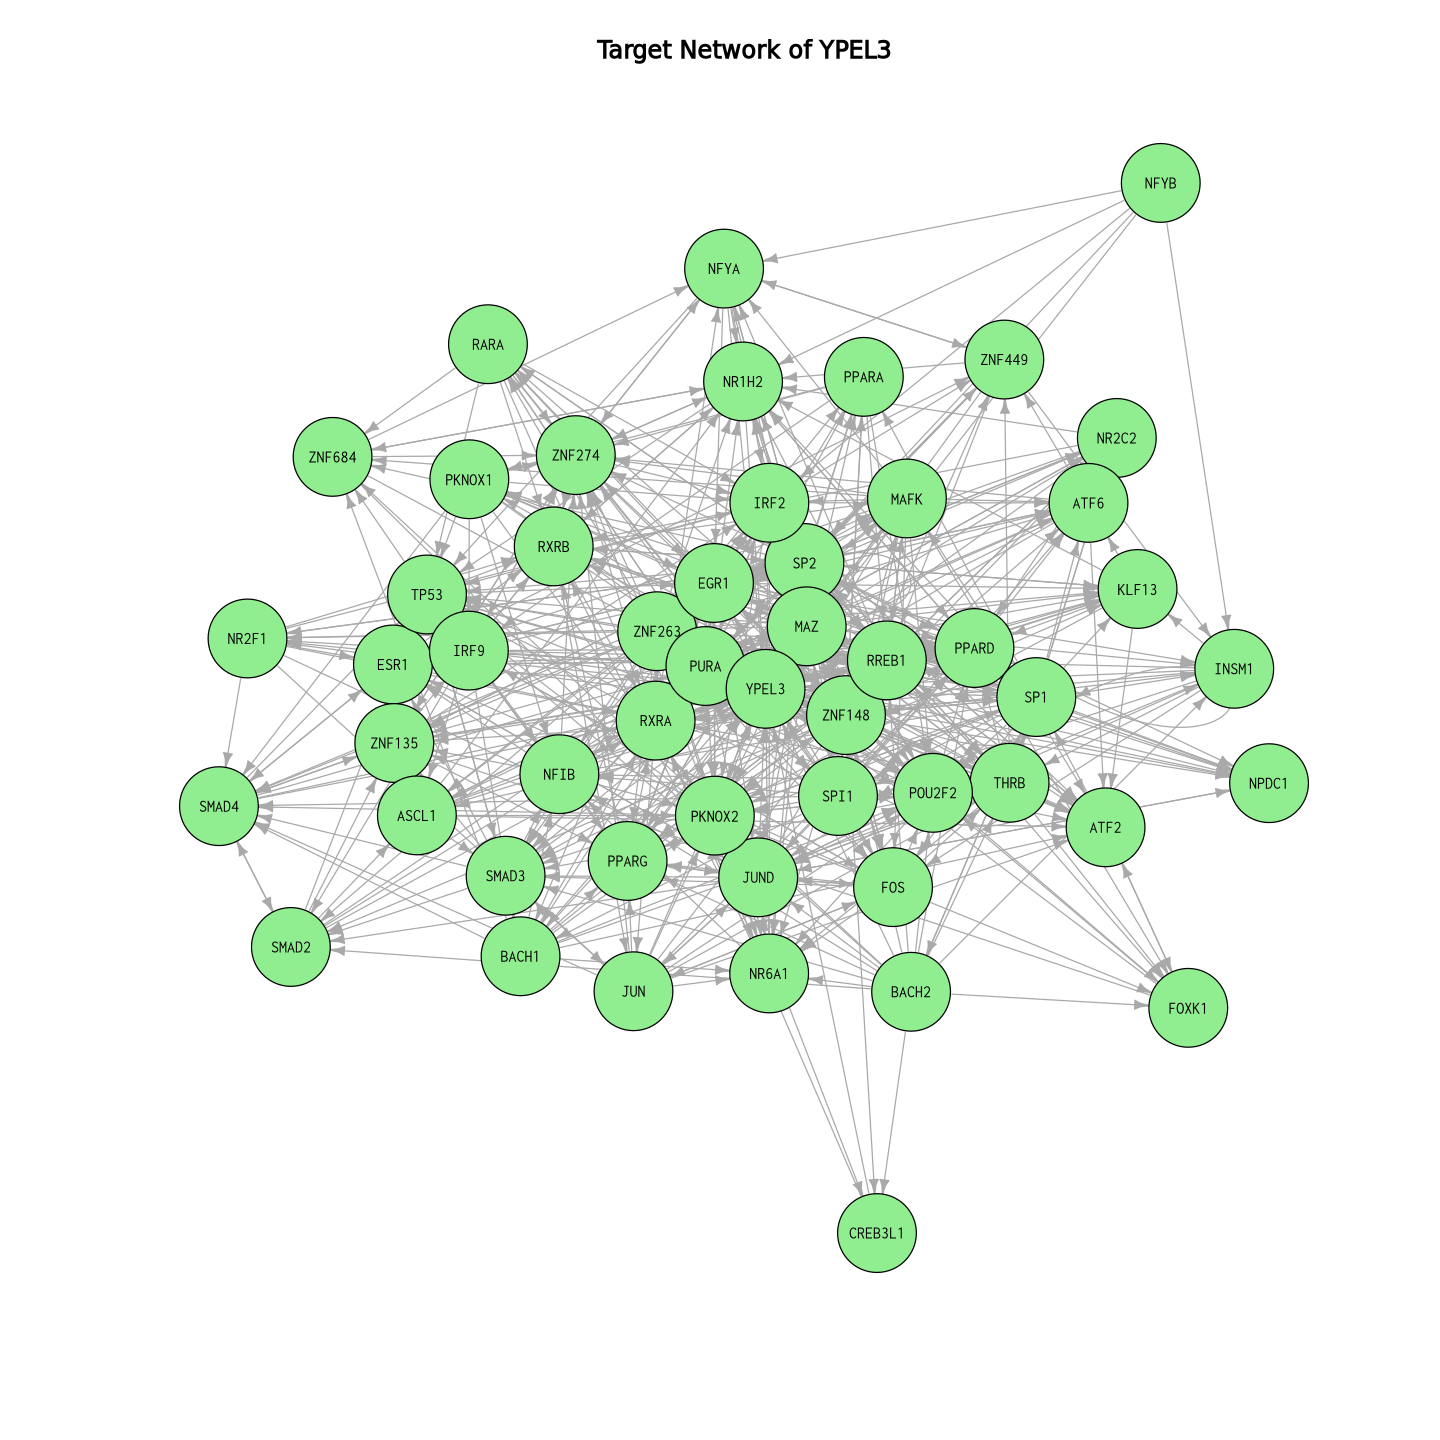 Target Network of YPEL3
NFYB
NFYA
RARA
ZNF449
PPARA
NR1H2
NR2C2
ZNF684
ZNF274
PKNOX1
MAFK
IRF2
ATF6
RXRB
SP2
EGR1
KLF13
TP53
MAZ
ZNF263
NR2F1
IRF9
PPARD
ESR1
PURA
RREB1
INSM1
YPEL3
SP1
ZNF148
RXRA
ZNF135
NFIB
THRB
NPDC1
POU2F2
SPI1
SMAD4
ASCL1
PKNOX2
ATF2
PPARG
SMAD3
JUND
FOS
SMAD2
BACH1
NR6A1
JUN
BACH2
FOXK1
CREB3L1